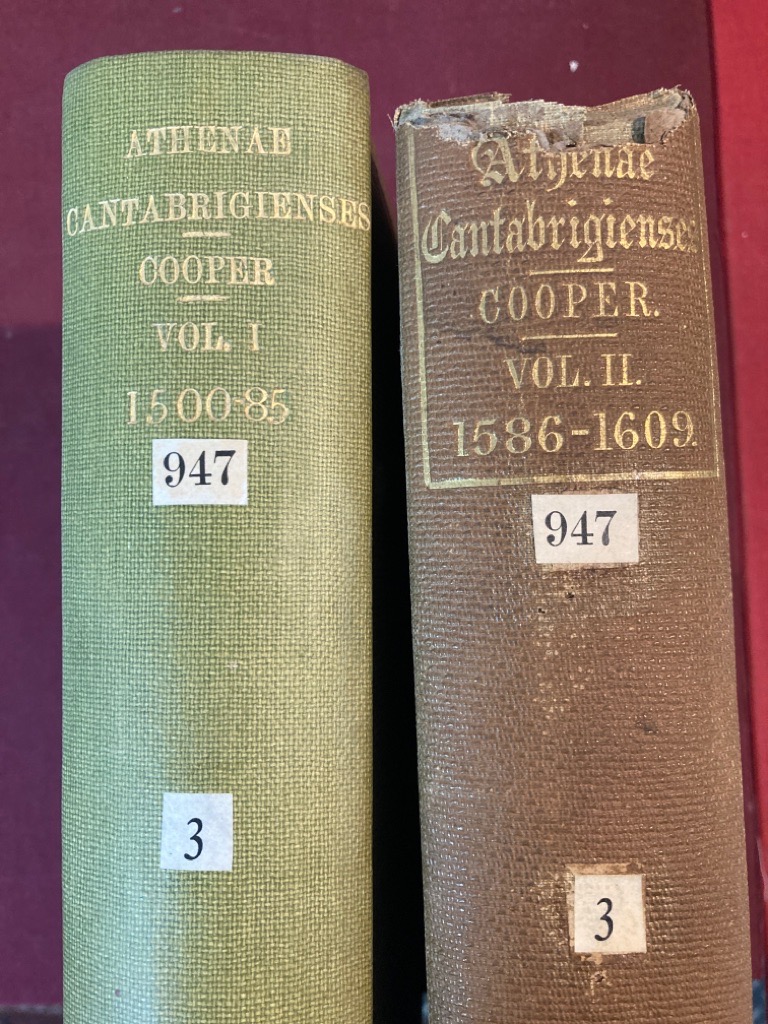 ATHENAE
CANTABRIGIENSES
COOPER
VOL. I
1500-85
947
3
Athenae
Cantabrigienses
COOPER.
VOL. II.
1586-1609.
947
3